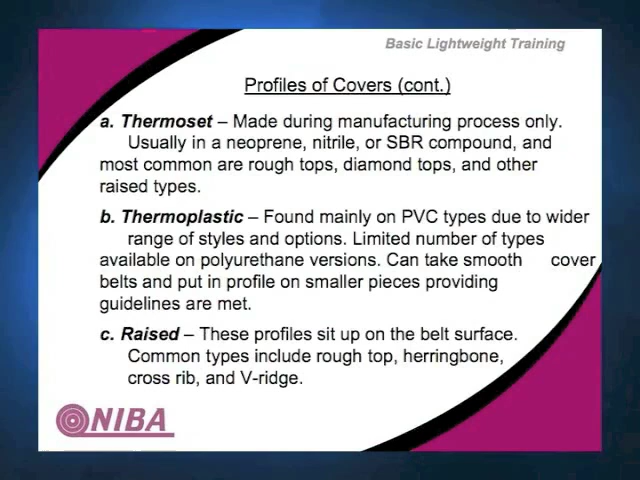 Basic Lightweight Training
Profiles of Covers (cont.)
a. Thermoset – Made during manufacturing process only.
Usually in a neoprene, nitrile, or SBR compound, and
most common are rough tops, diamond tops, and other
raised types.
b. Thermoplastic – Found mainly on PVC types due to wider
range of styles and options. Limited number of types
available on polyurethane versions. Can take smooth cover
belts and put in profile on smaller pieces providing
guidelines are met.
c. Raised – These profiles sit up on the belt surface.
Common types include rough top, herringbone,
cross rib, and V-ridge.
NIBA